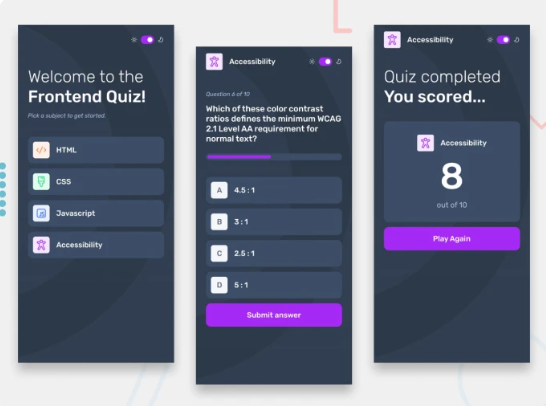 Welcome to the
Frontend Quiz!
Pick a subject to get started.
HTML
CSS
Javascript
Accessibility
Accessibility
Question 6 of 10
Which of these color contrast
ratios defines the minimum WCAG
2.1 Level AA requirement for
normal text?
A 4.5 : 1
B 3 : 1
C 2.5 : 1
D 5 : 1
Submit answer
Accessibility
Quiz completed
You scored...
Accessibility
8
out of 10
Play Again